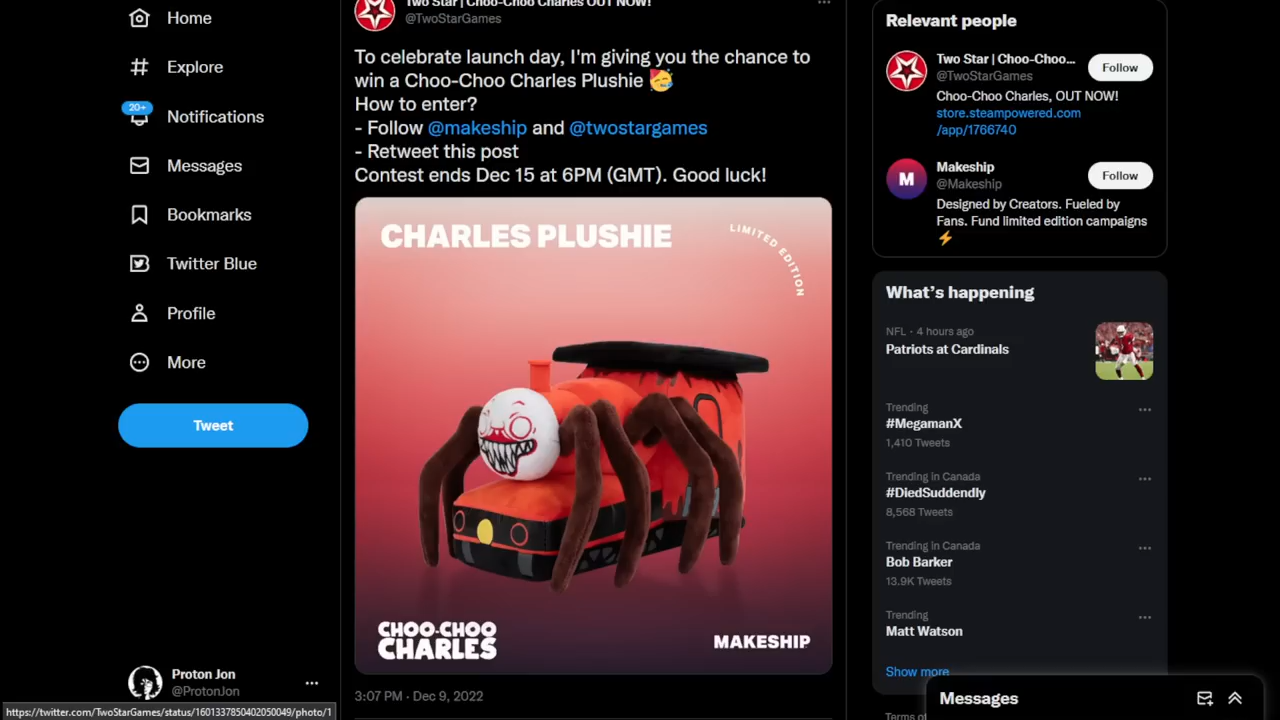 Home
Explore
20+
Notifications
Messages
Bookmarks
Twitter Blue
Profile
More
Tweet
Proton Jon
@ProtonJon
https://twitter.com/TwoStarGames/status/1601337850402050049/photo/1
Two Star | Choo-Choo Charles OUT NOW!
@TwoStarGames
To celebrate launch day, I'm giving you the chance to
win a Choo-Choo Charles Plushie
How to enter?
- Follow @makeship and @twostargames
- Retweet this post
Contest ends Dec 15 at 6PM (GMT). Good luck!
CHARLES PLUSHIE
LIMITED EDITION
CHOO-CHOO
CHARLES
MAKESHIP
3:07 PM · Dec 9, 2022
Relevant people
Two Star | Choo-Choo...
@TwoStarGames
Follow
Choo-Choo Charles, OUT NOW!
store.steampowered.com
/app/1766740
Makeship
@Makeship
Follow
M
Designed by Creators. Fueled by
Fans. Fund limited edition campaigns
What's happening
NFL · 4 hours ago
Patriots at Cardinals
Trending
#MegamanX
1,410 Tweets
Trending in Canada
#DiedSuddenly
8,568 Tweets
Trending in Canada
Bob Barker
13.9K Tweets
Trending
Matt Watson
Show more
Messages
Terms of